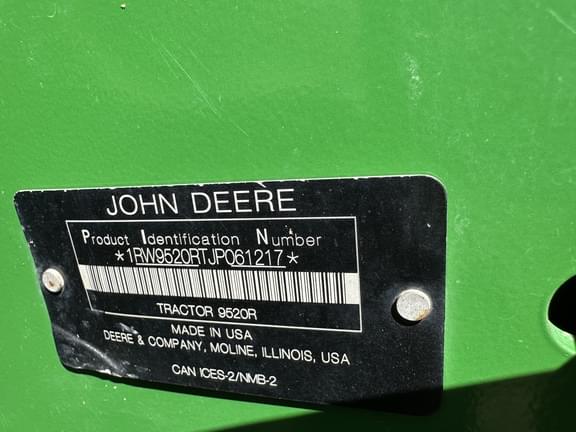 JOHN DEERE
Product Identification Number
*1RW9520RTJP061217*
TRACTOR 9520R
MADE IN USA
DEERE & COMPANY, MOLINE, ILLINOIS, USA
CAN ICES-2/NMB-2